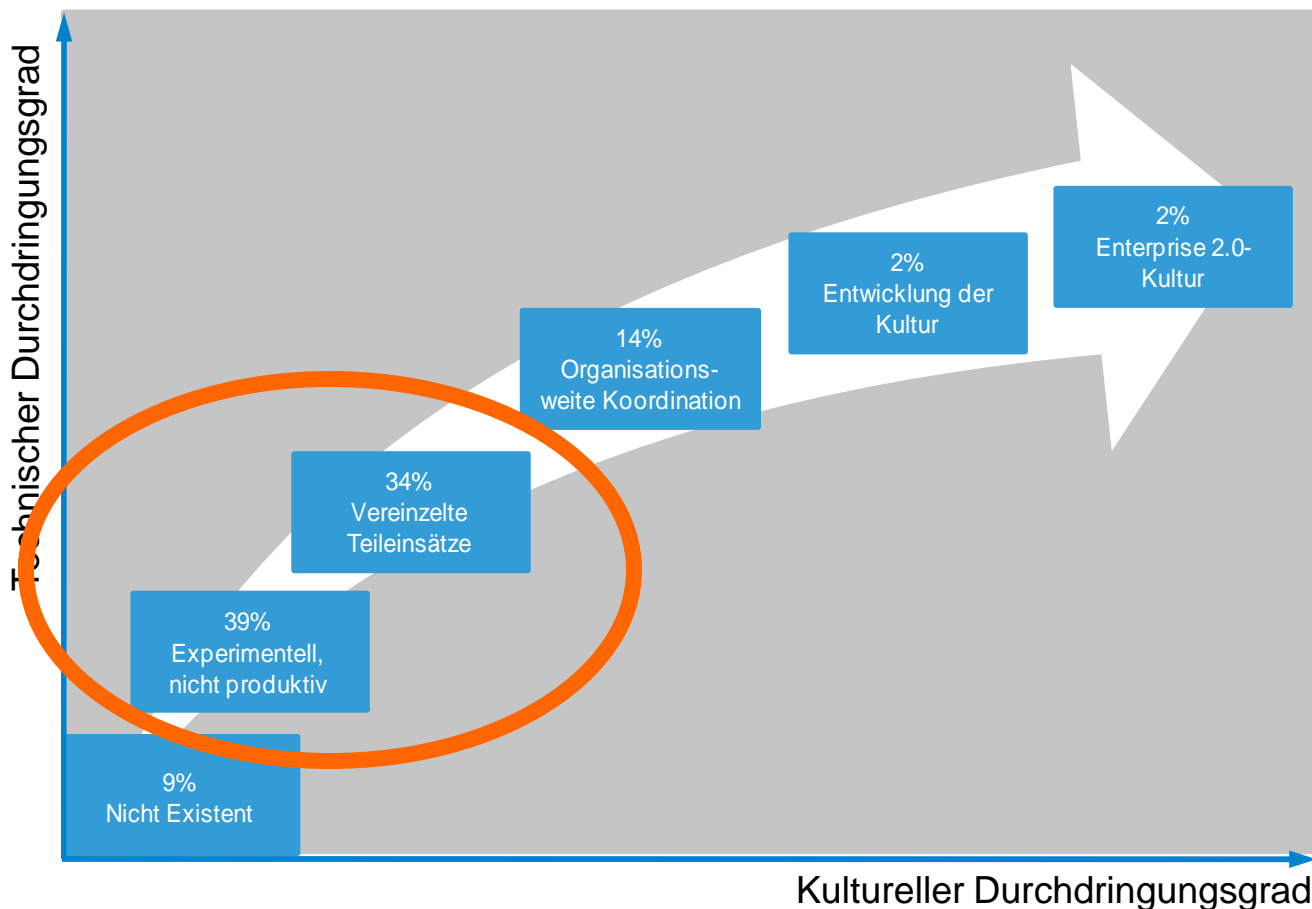 Technischer Durchdringungsgrad
2%
Enterprise 2.0-
Kultur
2%
Entwicklung der
Kultur
14%
Organisations-
weite Koordination
34%
Vereinzelte
Teileinsätze
39%
Experimentell,
nicht produktiv
9%
Nicht Existent
Kultureller Durchdringungsgrad